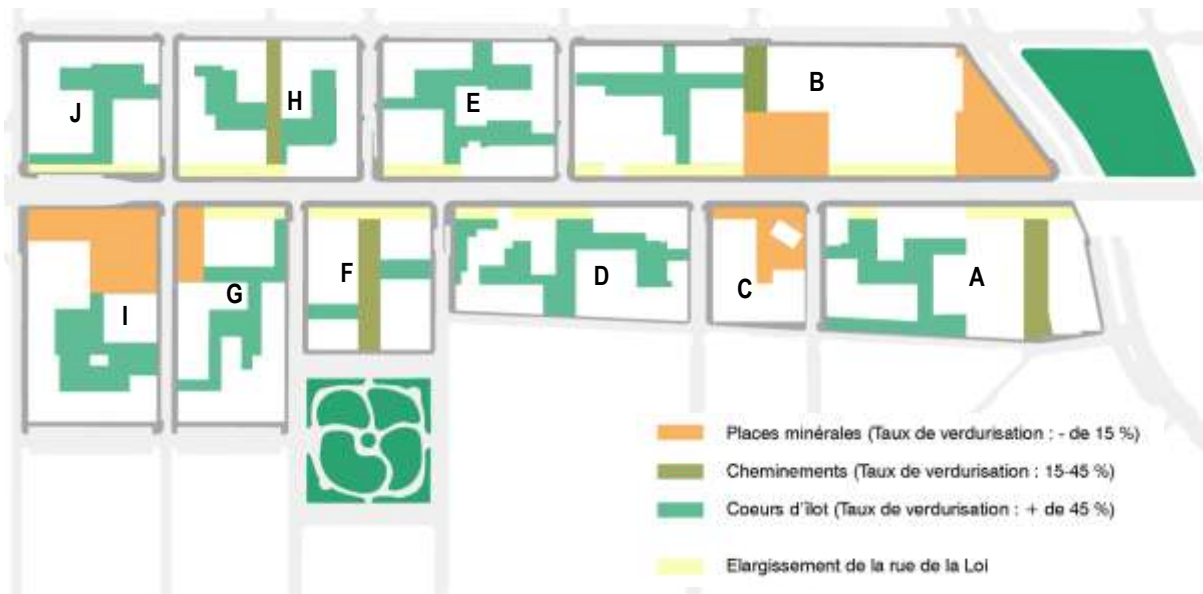 J
H
E
B
I
G
F
D
C
A
Places minérales (Taux de verdurisation : - de 15 %)
Cheminements (Taux de verdurisation : 15-45 %)
Coeurs d'îlot (Taux de verdurisation : + de 45 %)
Elargissement de la rue de la Loi